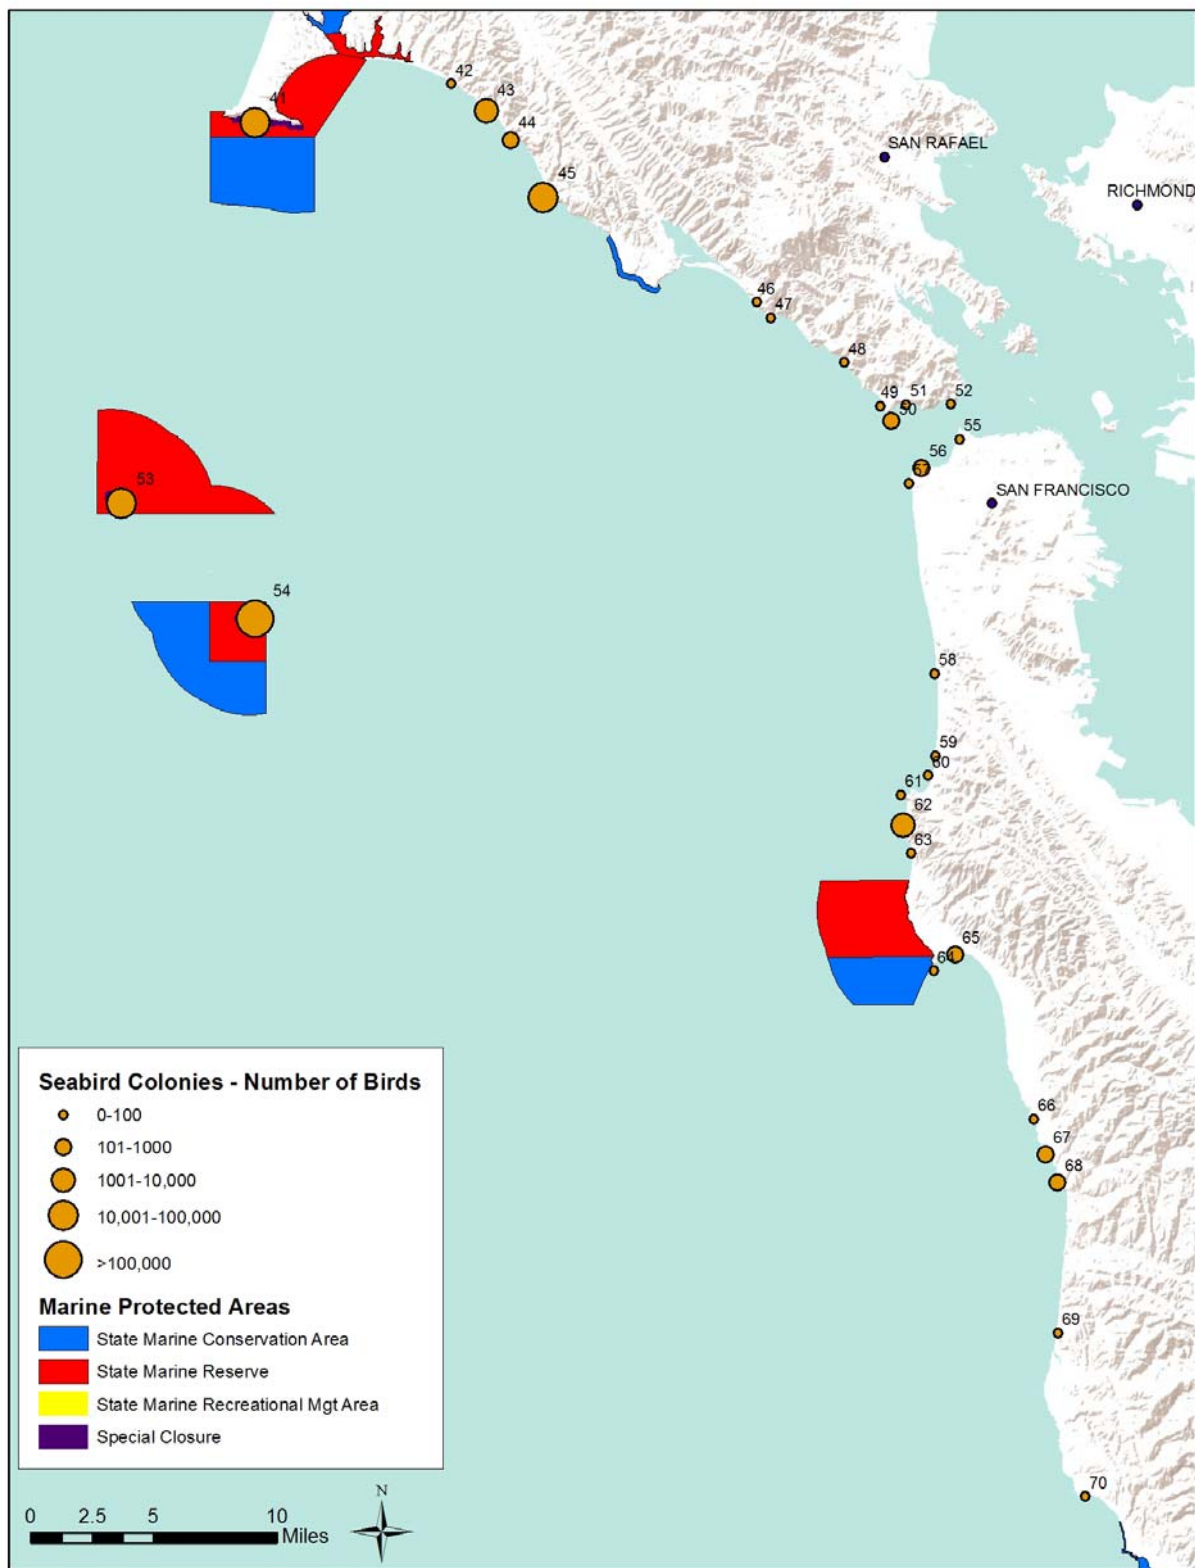 42
41
43
44
SAN RAFAEL
45
RICHMOND
46
47
48
49
51
52
50
55
56
57
53
SAN FRANCISCO
54
58
59
60
61
62
63
65
64
Seabird Colonies - Number of Birds
0-100
101-1000
1001-10,000
10,001-100,000
>100,000
Marine Protected Areas
State Marine Conservation Area
State Marine Reserve
State Marine Recreational Mgt Area
Special Closure
66
67
68
69
70
N
0 2.5 5 10
Miles